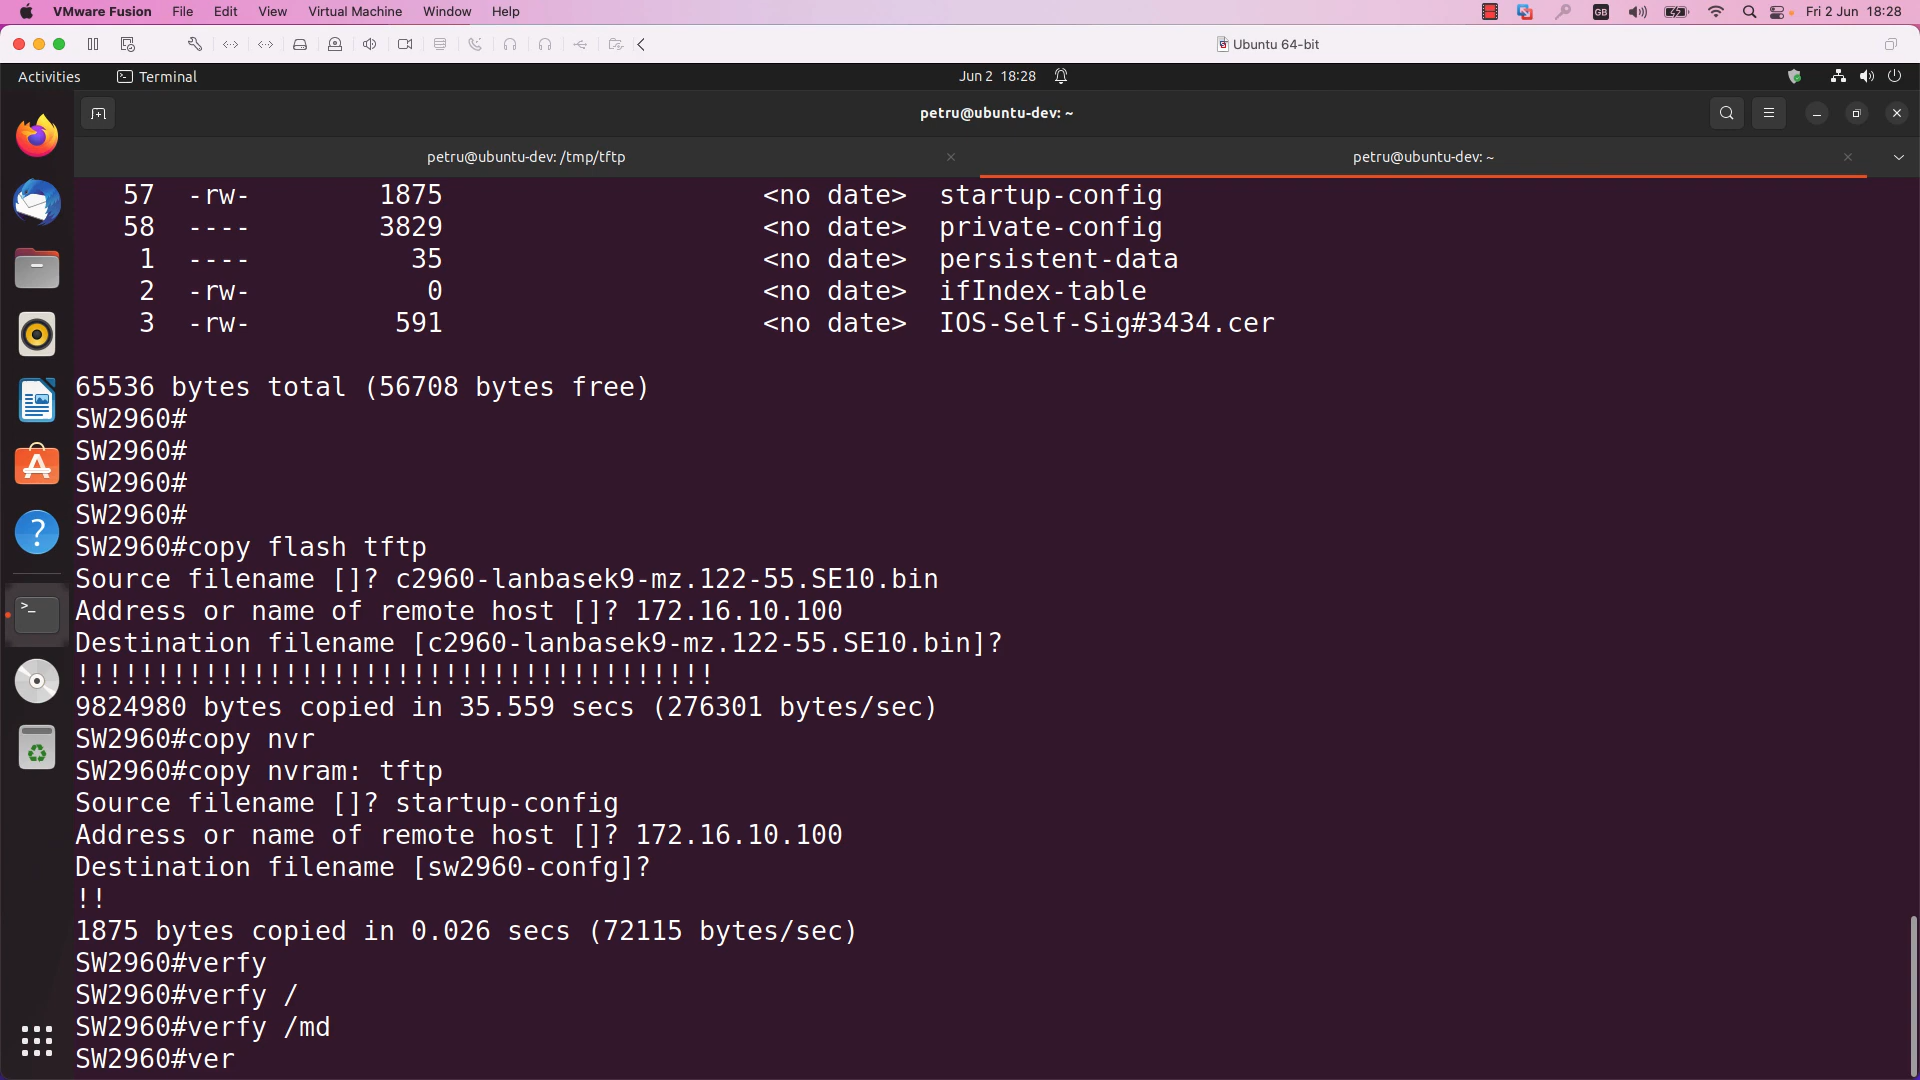 VMware Fusion File Edit View Virtual Machine Window Help GB Fri 2 Jun 18:28
Ubuntu 64-bit
Activities Terminal Jun 2 18:28
petru@ubuntu-dev: ~
petru@ubuntu-dev: /tmp/tftp petru@ubuntu-dev: ~
57 -rw- 1875 <no date> startup-config
58 ---- 3829 <no date> private-config
1 ---- 35 <no date> persistent-data
2 -rw- 0 <no date> ifIndex-table
3 -rw- 591 <no date> IOS-Self-Sig#3434.cer
65536 bytes total (56708 bytes free)
SW2960#
SW2960#
SW2960#
SW2960#
SW2960#copy flash tftp
Source filename []? c2960-lanbasek9-mz.122-55.SE10.bin
Address or name of remote host []? 172.16.10.100
Destination filename [c2960-lanbasek9-mz.122-55.SE10.bin]?
!!!!!!!!!!!!!!!!!!!!!!!!!!!!!!!!!!!!!!!!
9824980 bytes copied in 35.559 secs (276301 bytes/sec)
SW2960#copy nvr
SW2960#copy nvram: tftp
Source filename []? startup-config
Address or name of remote host []? 172.16.10.100
Destination filename [sw2960-confg]?
!!
1875 bytes copied in 0.026 secs (72115 bytes/sec)
SW2960#verfy
SW2960#verfy /
SW2960#verfy /md
SW2960#ver